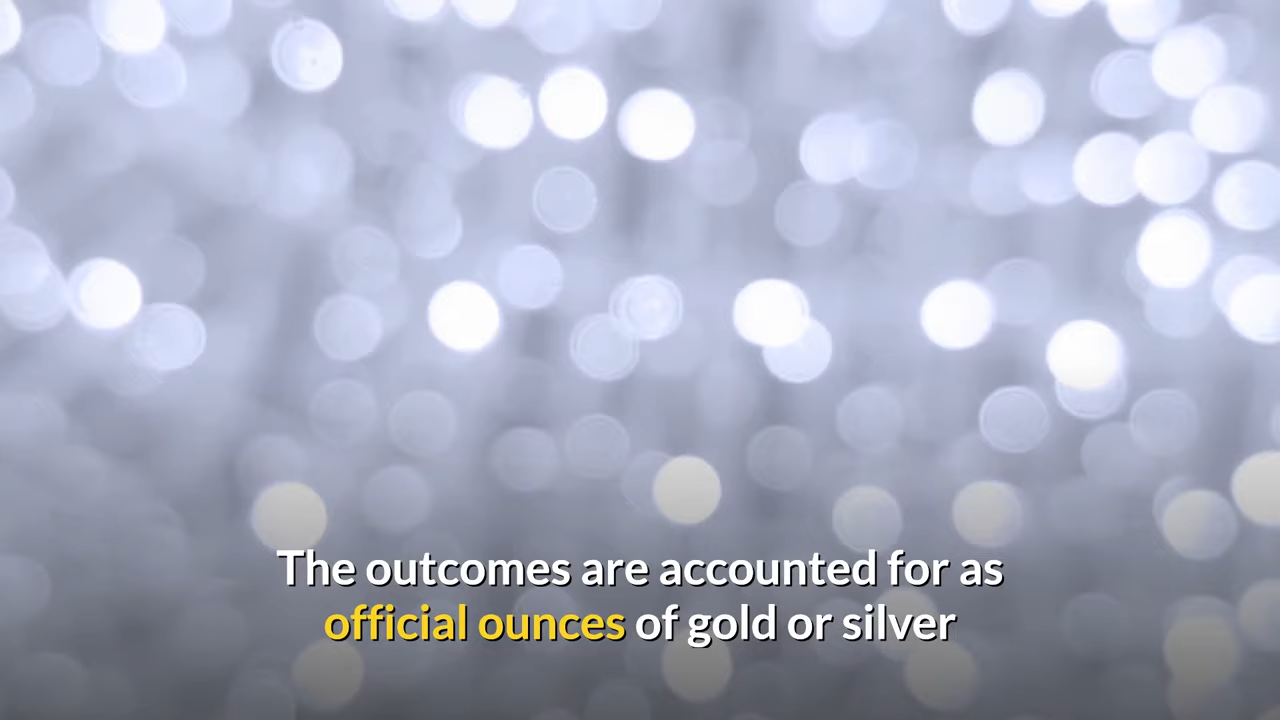 The outcomes are accounted for as
official ounces of gold or silver